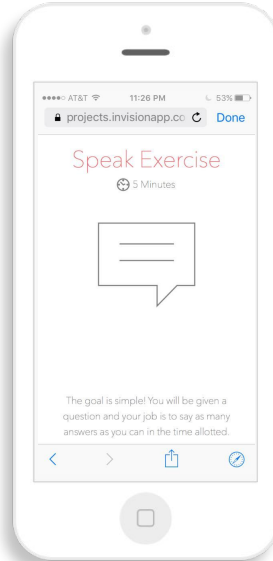 AT&T 11:26 PM 53%
projects.invisionapp.co Done
Speak Exercise
5 Minutes
The goal is simple! You will be given a
question and your job is to say as many
answers as you can in the time allotted.